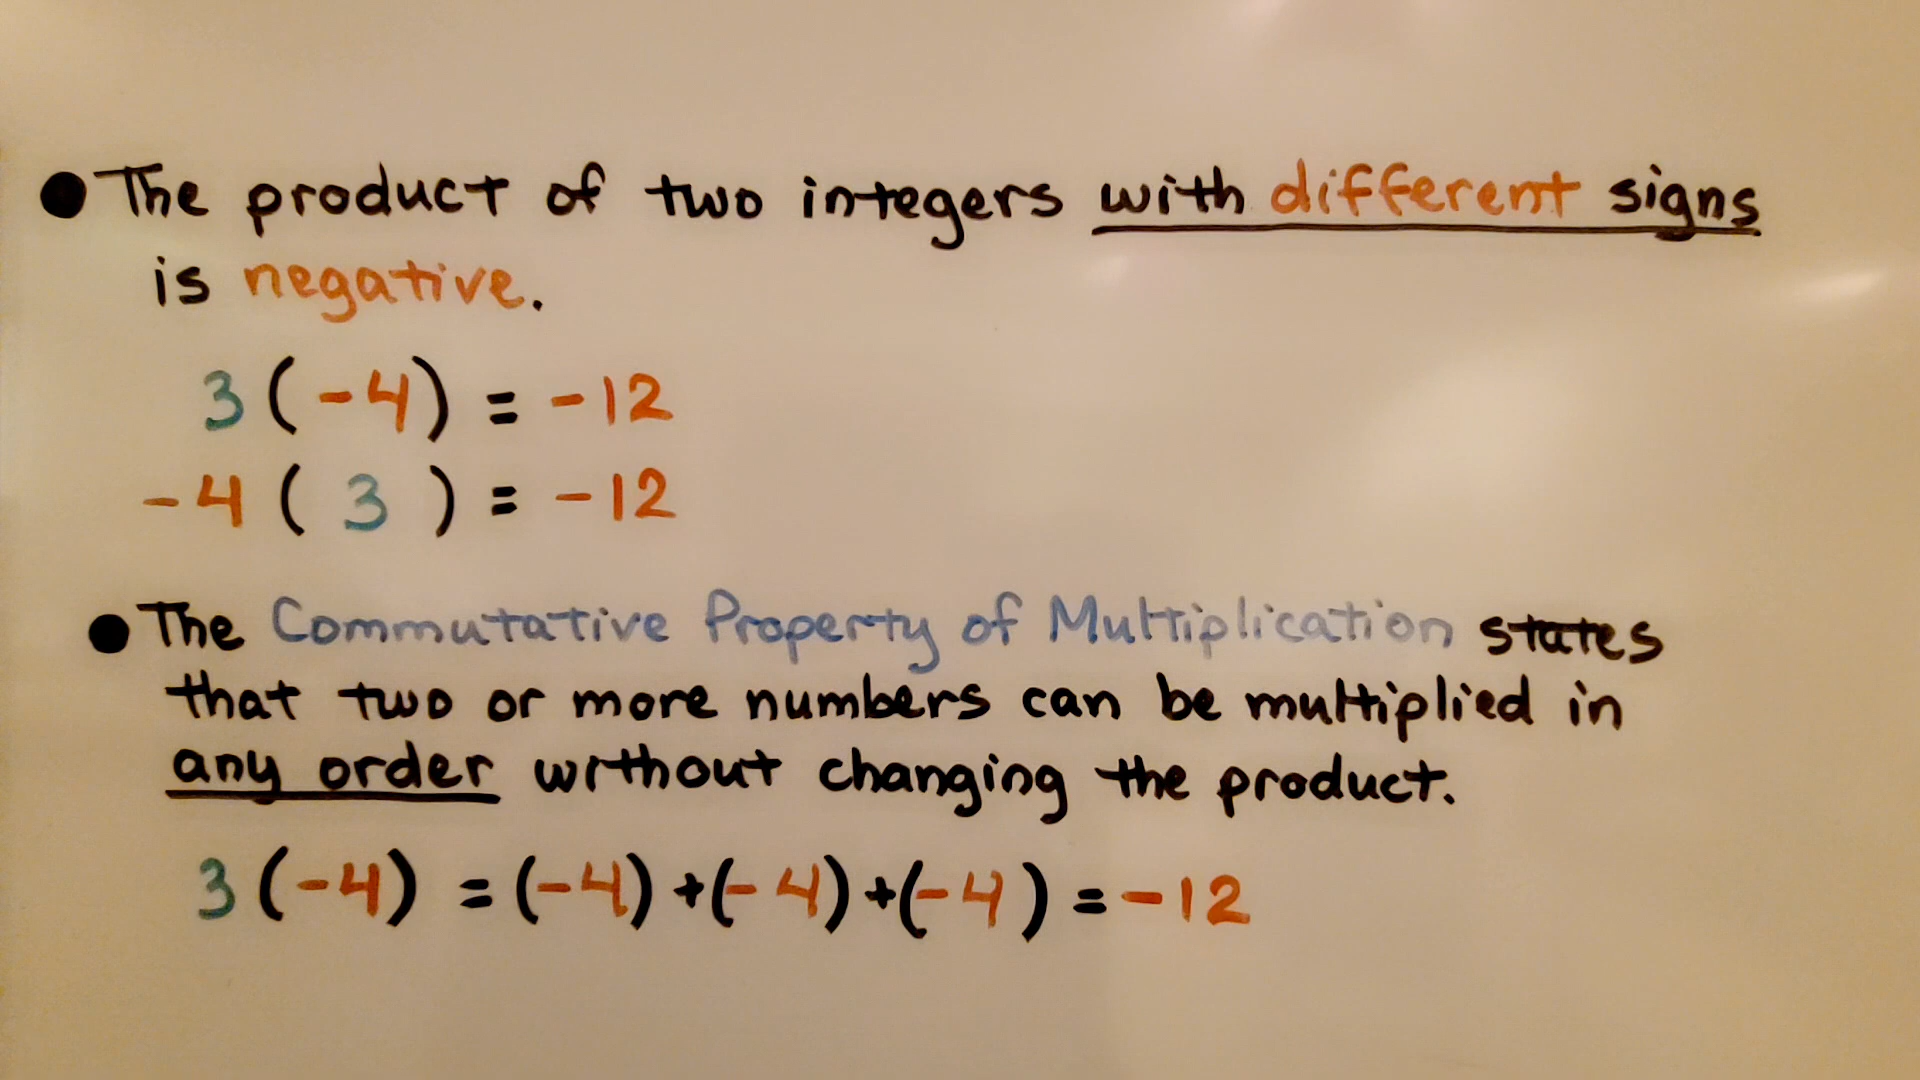 ● The product of two integers with different signs
is negative.
3(-4) = -12
-4(3) = -12
● The Commutative Property of Multiplication states
that two or more numbers can be multiplied in
any order without changing the product.
3(-4) = (-4)+(-4)+(-4) = -12